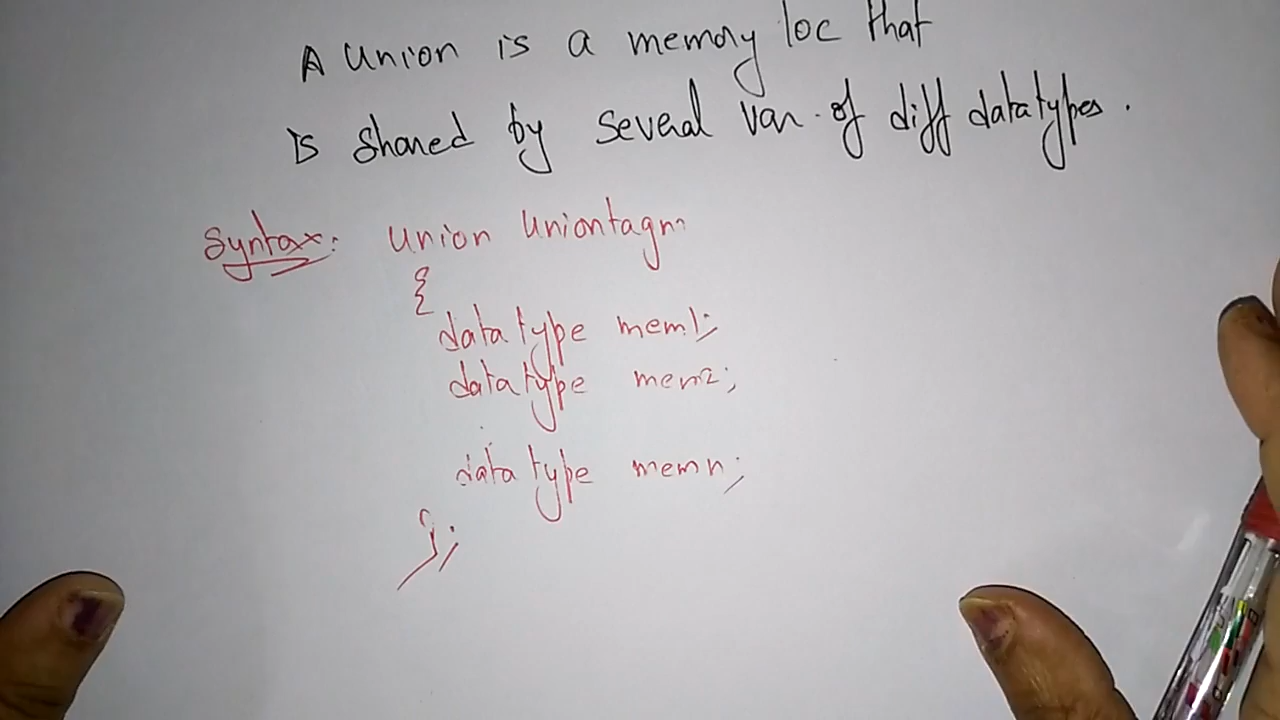 A Union is a memory loc that
is shared by several var. of diff datatypes.
Syntax: Union Uniontagn
{
datatype mem1;
datatype mem2;
.
.
datatype memn;
};